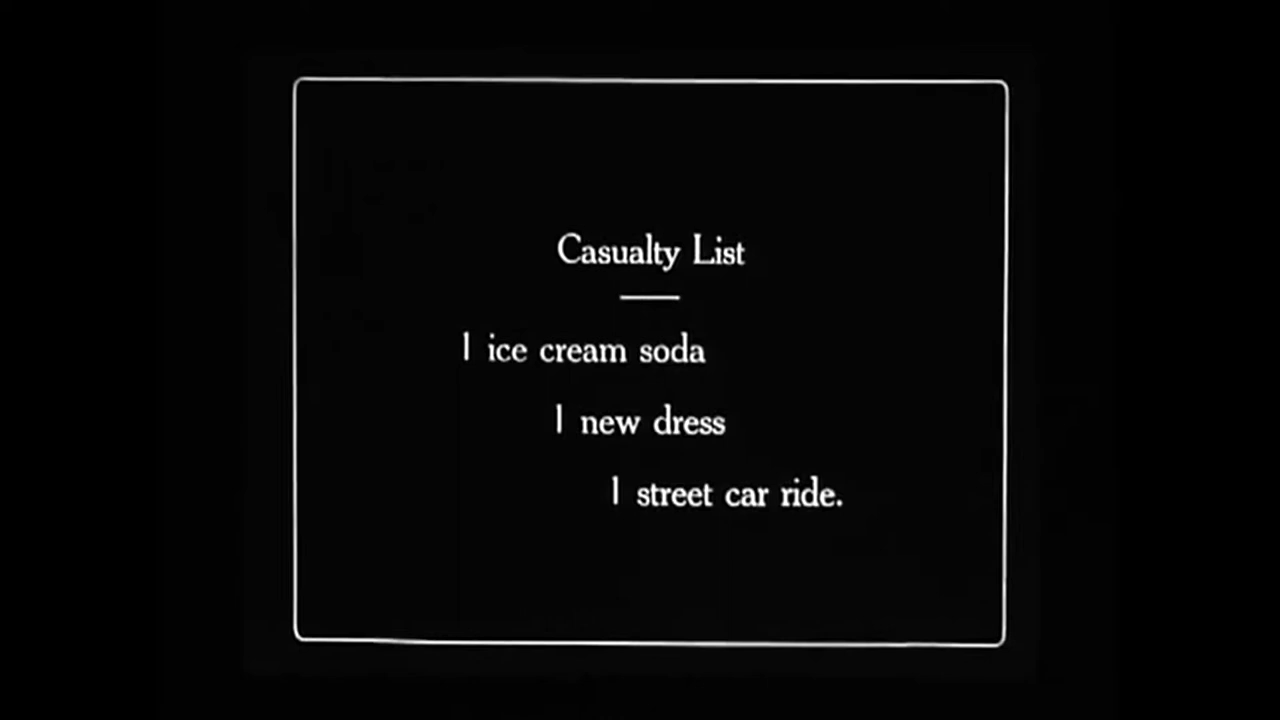 Casualty List
1 ice cream soda
1 new dress
1 street car ride.